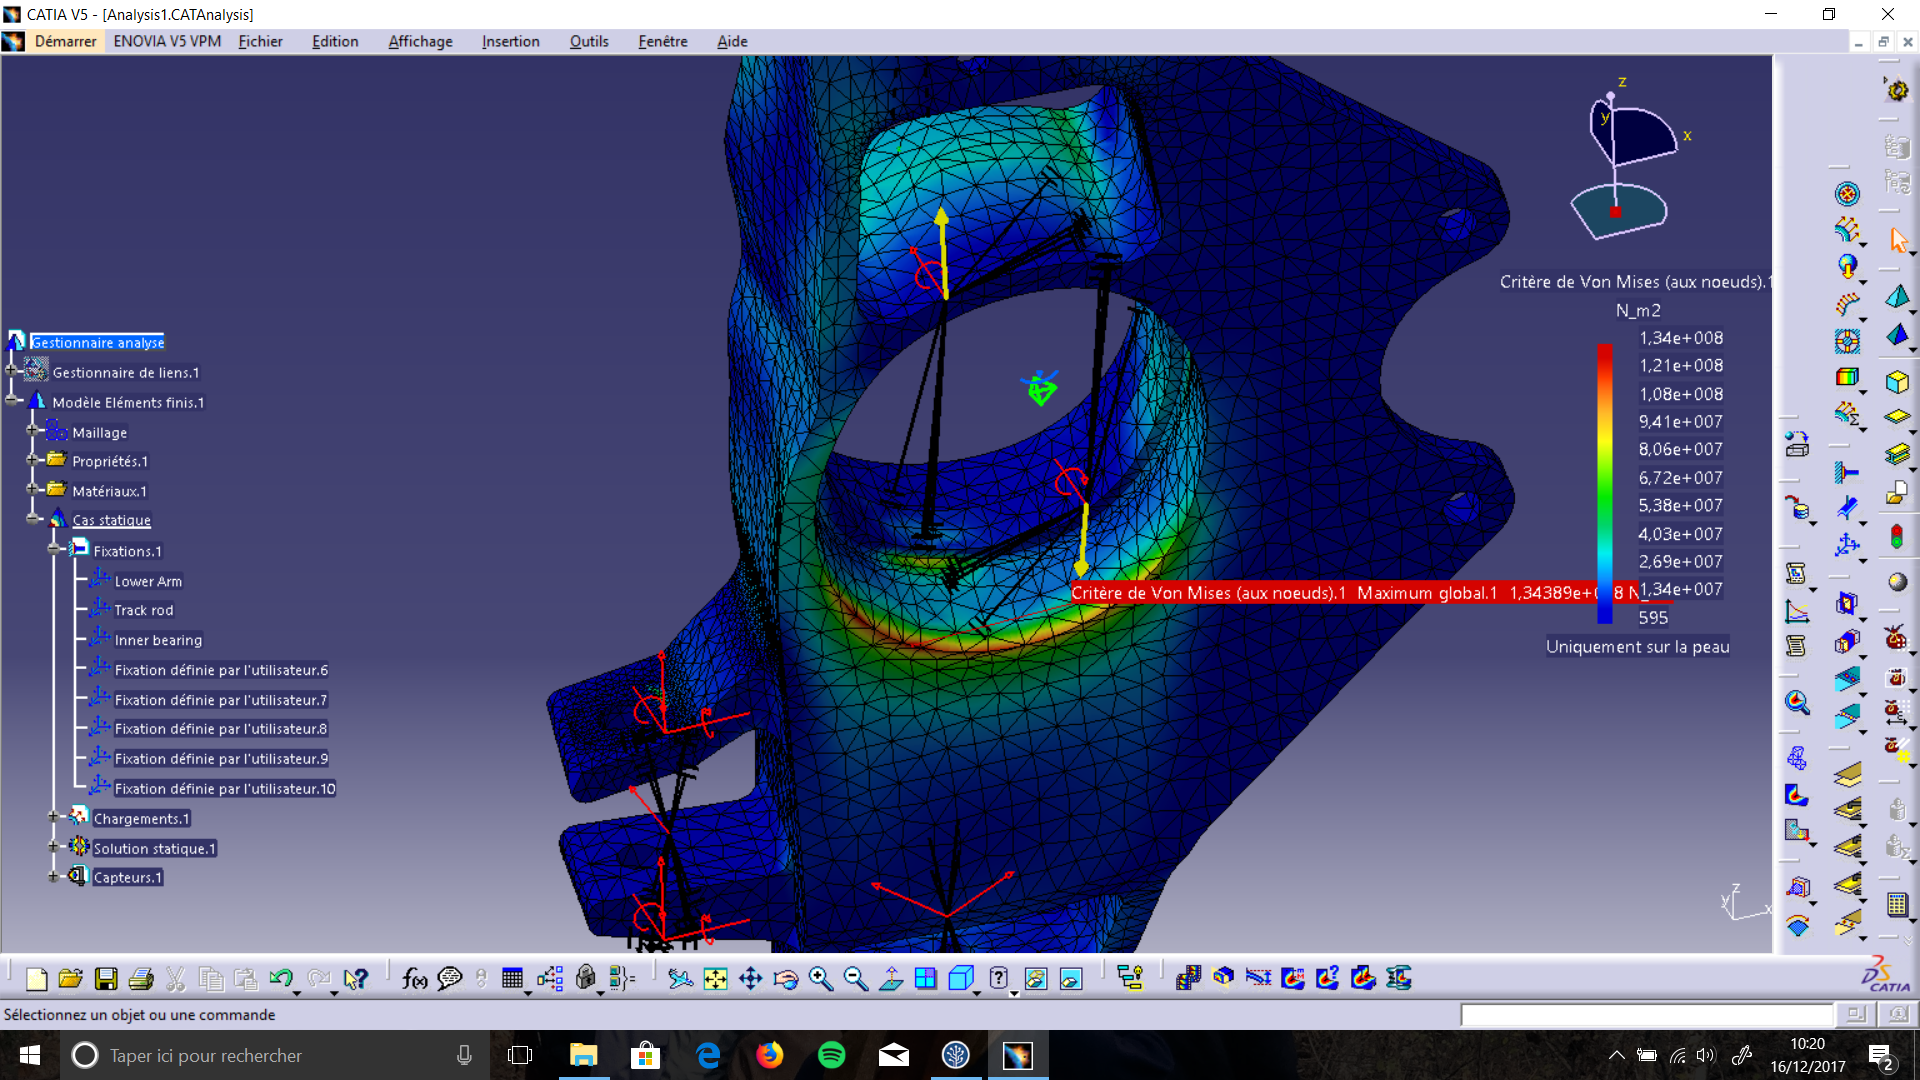 CATIA V5 - [Analysis1.CATAnalysis]
Démarrer ENOVIA V5 VPM Fichier Edition Affichage Insertion Outils Fenêtre Aide
z
y
x
Critère de Von Mises (aux noeuds).1
N_m2
1,34e+008
1,21e+008
1,08e+008
9,41e+007
8,06e+007
6,72e+007
5,38e+007
4,03e+007
2,69e+007
1,34e+007
595
Uniquement sur la peau
Gestionnaire analyse
Gestionnaire de liens.1
Modèle Eléments finis.1
Maillage
Propriétés.1
Matériaux.1
Cas statique
Fixations.1
Lower Arm
Track rod
Inner bearing
Fixation définie par l'utilisateur.6
Fixation définie par l'utilisateur.7
Fixation définie par l'utilisateur.8
Fixation définie par l'utilisateur.9
Fixation définie par l'utilisateur.10
Chargements.1
Solution statique.1
Capteurs.1
Critère de Von Mises (aux noeuds).1 Maximum global.1 1,34389e+008 N_
z
y
x
f(x)
CATIA
Sélectionnez un objet ou une commande
Taper ici pour rechercher
10:20
16/12/2017
2